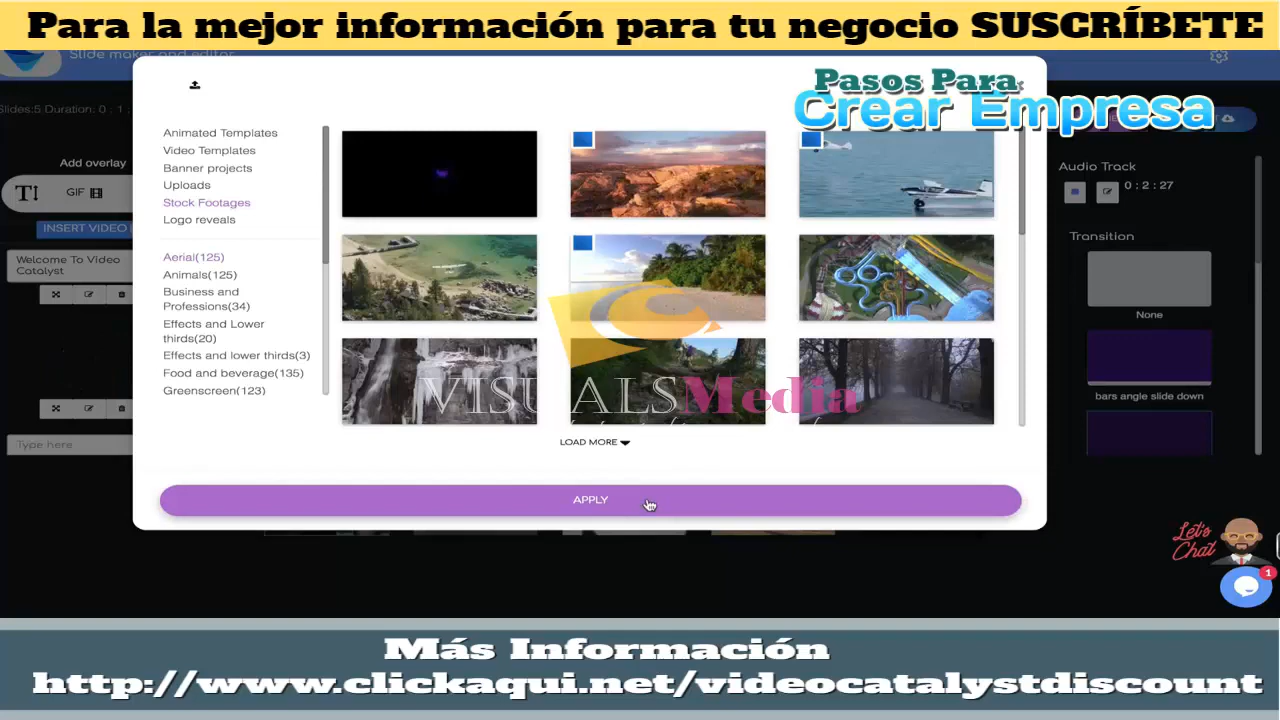 Para la mejor información para tu negocio SUSCRÍBETE
Slide maker and editor
Pasos Para:
Crear Empresa
Slides:5 Duration: 0 : 1 :
Add overlay
T GIF
INSERT VIDEO
Welcome To Video
Catalyst
Type here
Animated Templates
Video Templates
Banner projects
Uploads
Stock Footages
Logo reveals
Aerial(125)
Animals(125)
Business and
Professions(34)
Effects and Lower
thirds(20)
Effects and lower thirds(3)
Food and beverage(135)
Greenscreen(123)
VISUALSMedia
LOAD MORE
APPLY
Audio Track
0 : 2 : 27
Transition
None
bars angle slide down
Let's
Chat
1
Más Información
http://www.clickaqui.net/videocatalystdiscount